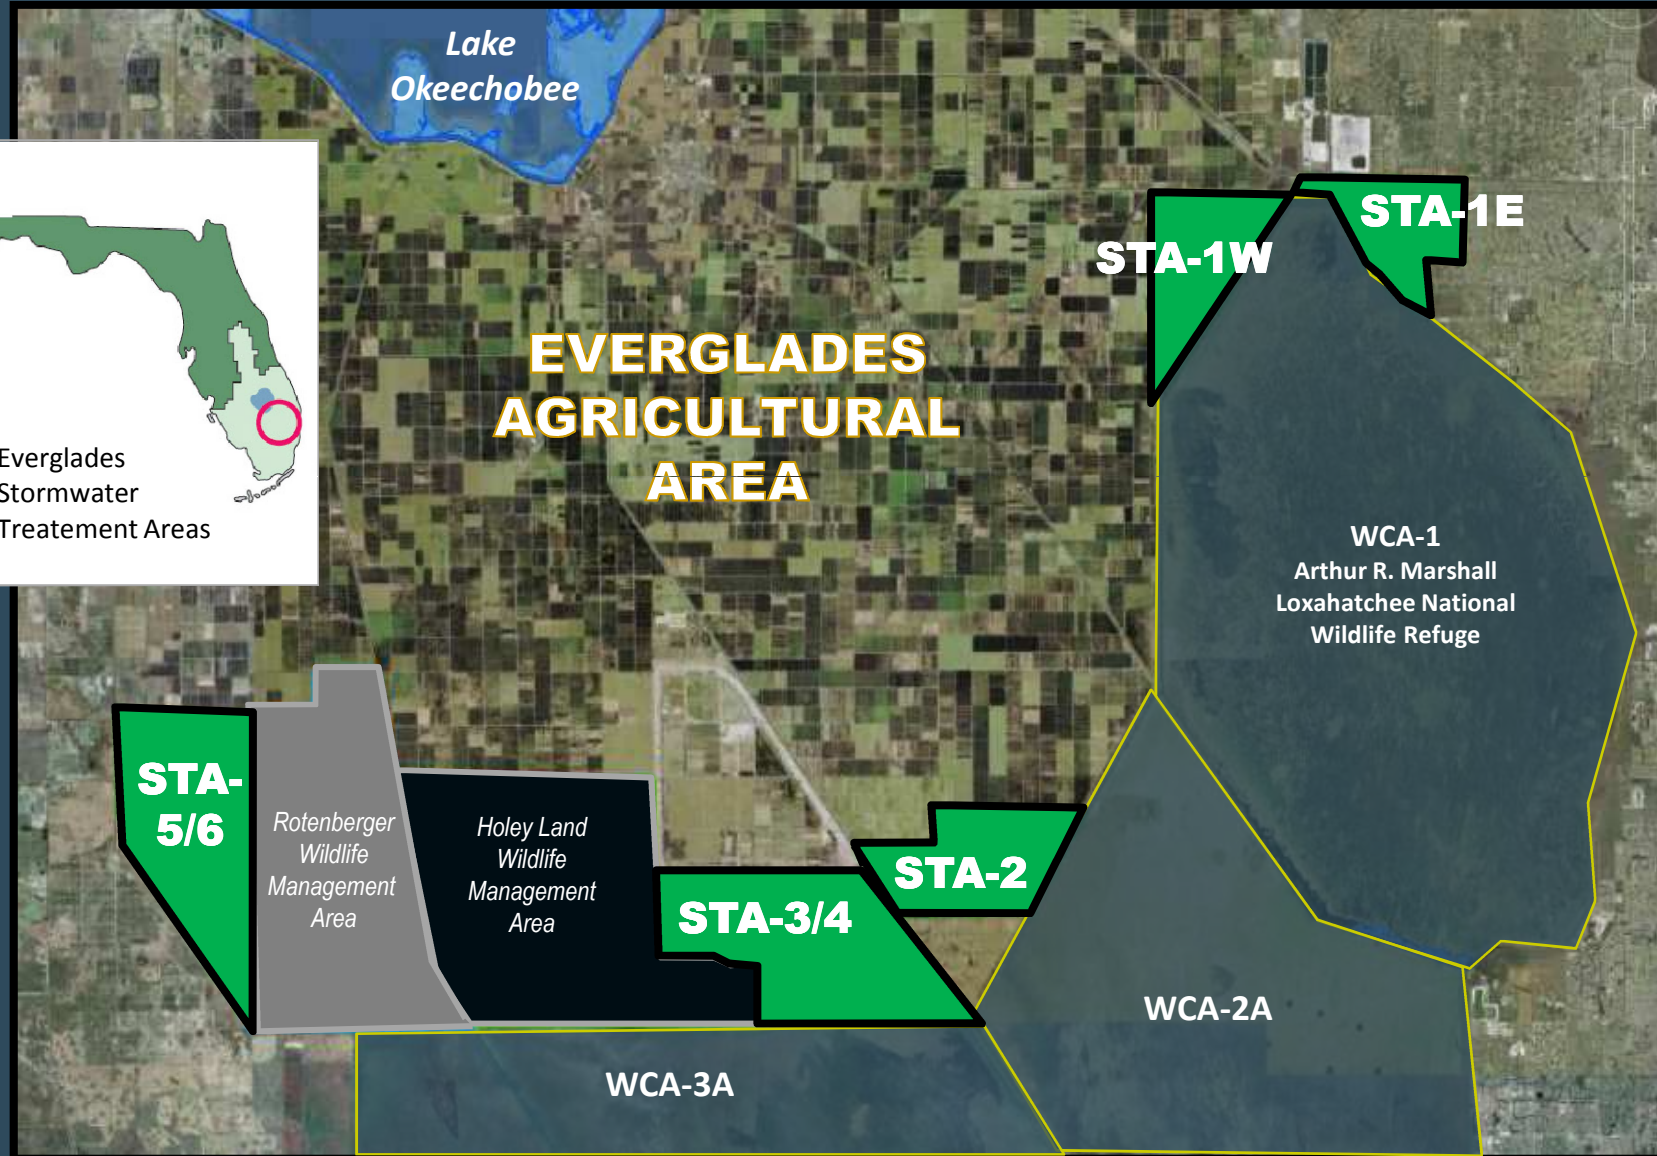 Lake
Okeechobee
STA-1E
STA-1W
EVERGLADES
AGRICULTURAL
AREA
Everglades
Stormwater
Treatement Areas
WCA-1
Arthur R. Marshall
Loxahatchee National
Wildlife Refuge
STA-
5/6
Rotenberger
Wildlife
Management
Area
Holey Land
Wildlife
Management
Area
STA-2
STA-3/4
WCA-2A
WCA-3A